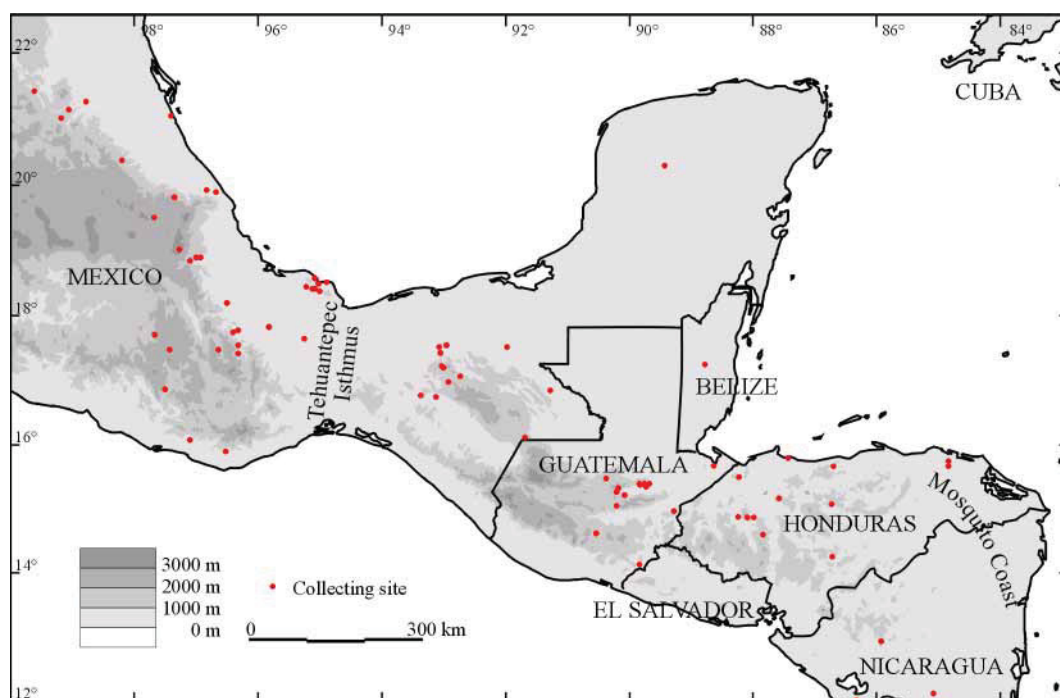 98° 96° 94° 92° 90° 88° 86° 84°
22°
CUBA
20°
MEXICO
18°
Tehuantepec
Isthmus
BELIZE
16°
GUATEMALA
HONDURAS
Mosquito Coast
14°
3000 m
2000 m
1000 m
0 m
Collecting site
0 300 km
EL SALVADOR
NICARAGUA
12°